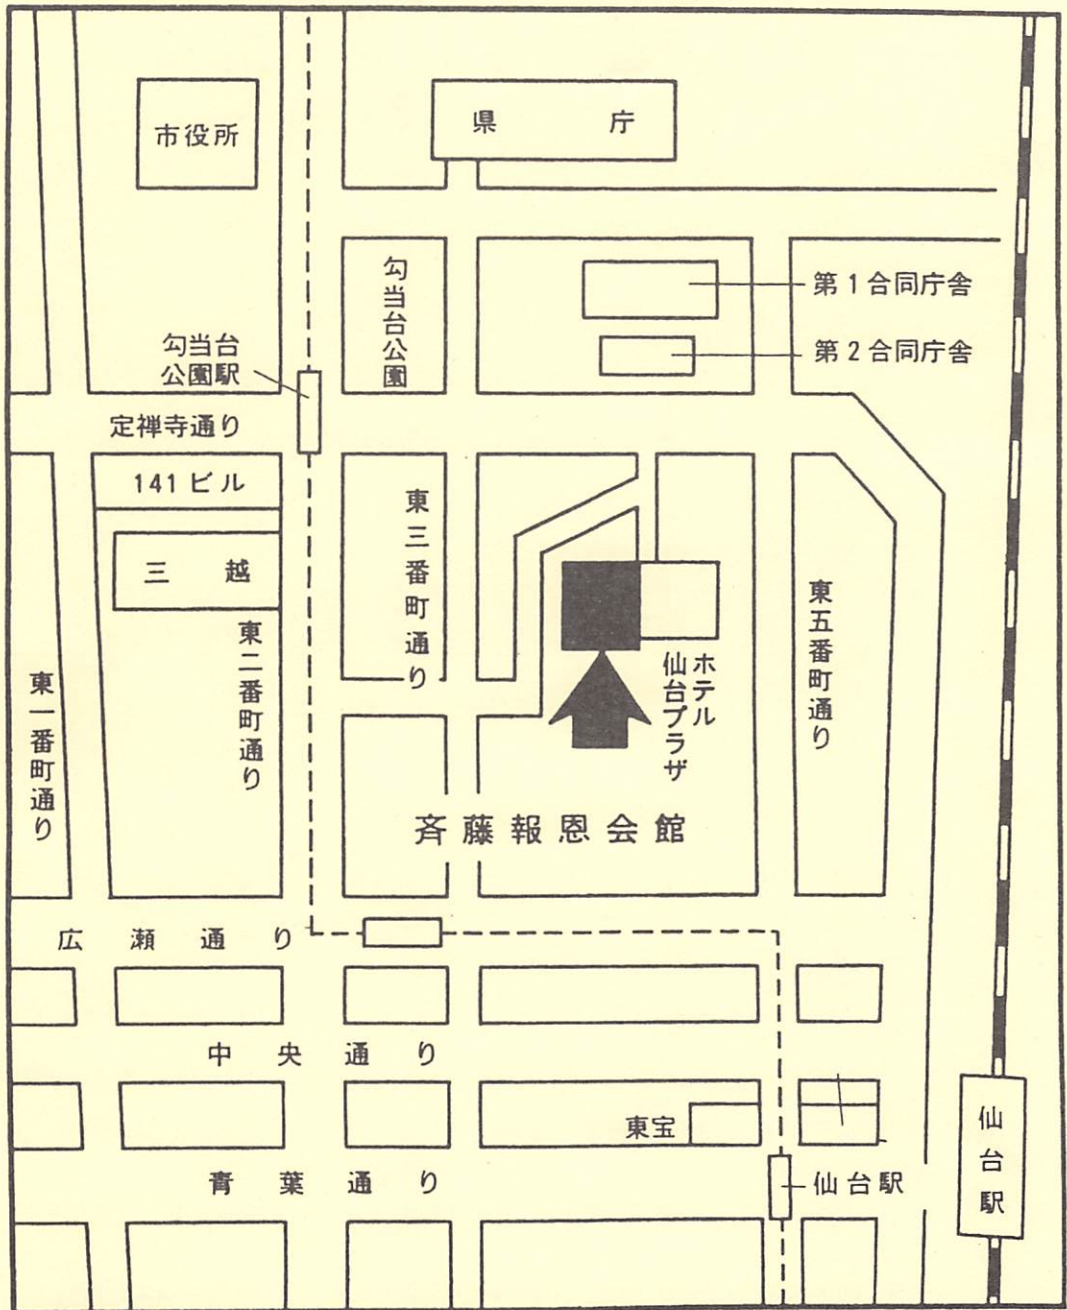 市役所
県庁
勾当台公園
第1合同庁舎
第2合同庁舎
勾当台
公園駅
定禅寺通り
141ビル
三越
東三番町通り
東二番町通り
東一番町通り
東五番町通り
ホテル
仙台プラザ
斉藤報恩会館
広瀬通り
中央通り
東宝
青葉通り
仙台駅
仙台駅